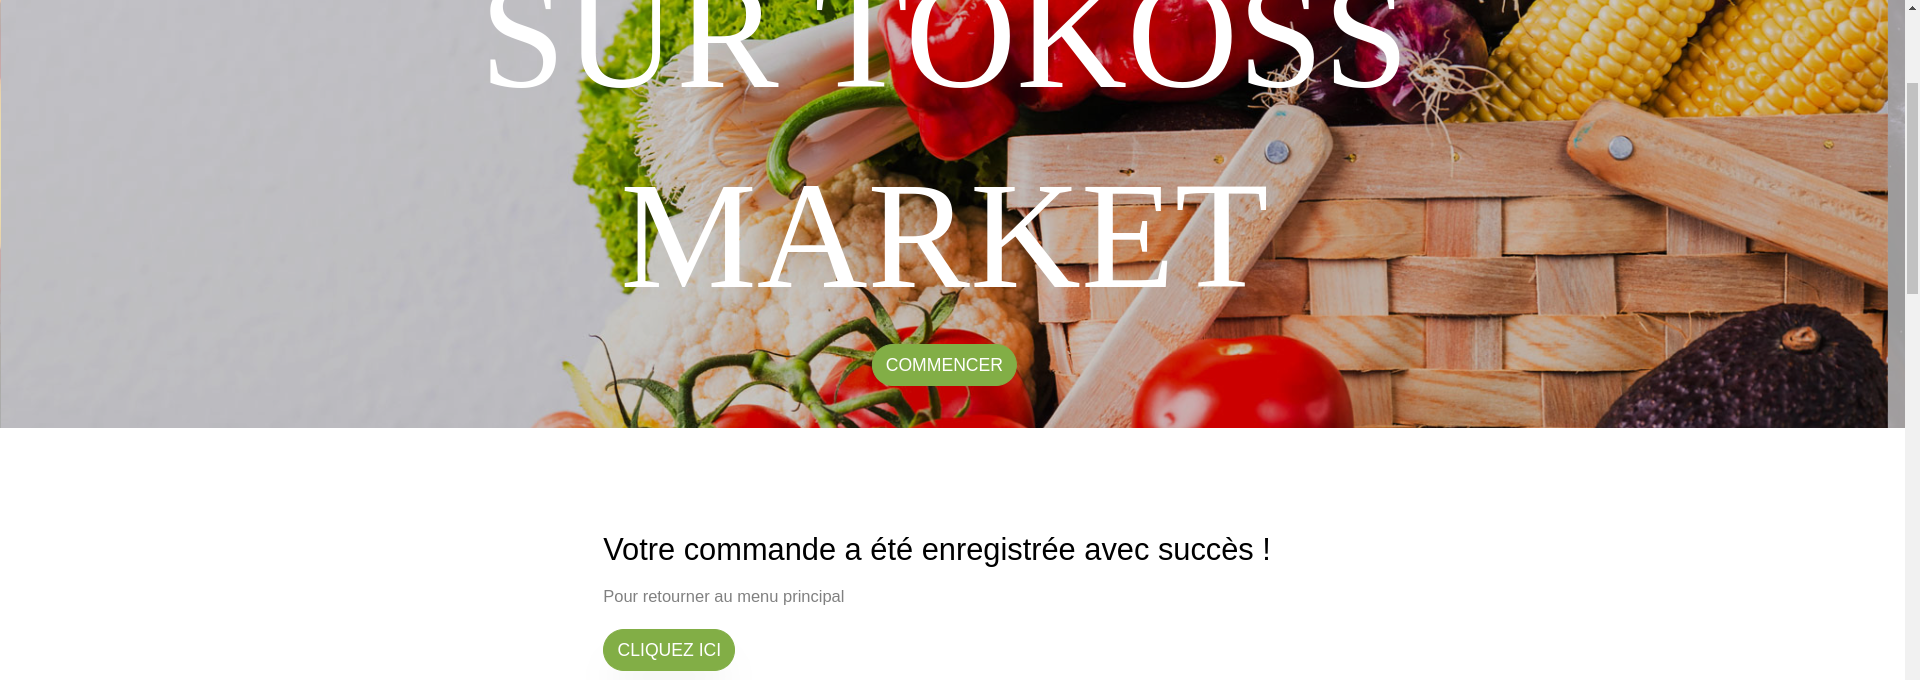 SUR TOKOSS
MARKET
COMMENCER
Votre commande a été enregistrée avec succès !
Pour retourner au menu principal
CLIQUEZ ICI